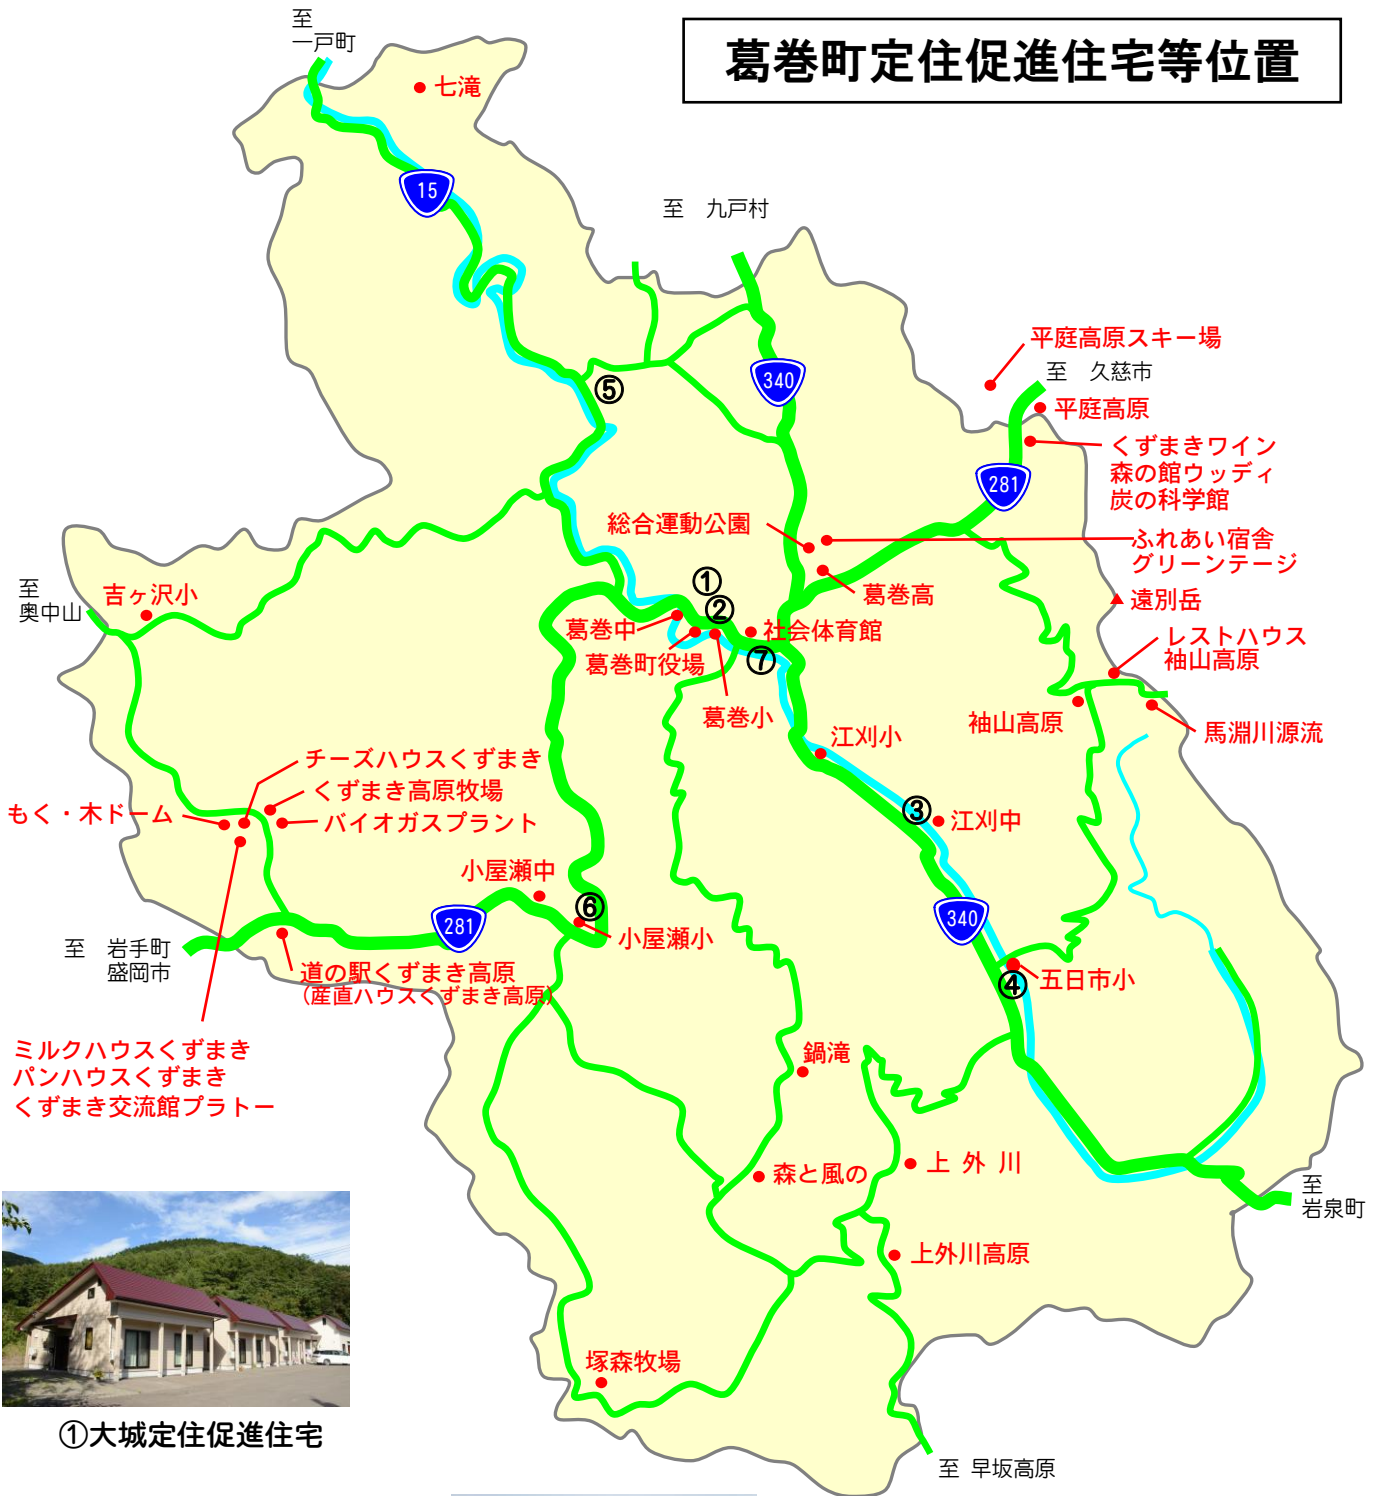 葛巻町定住促進住宅等位置
至
一戸町
七滝
15
至 九戸村
平庭高原スキー場
至 久慈市
340
平庭高原
⑤
くずまきワイン
森の館ウッディ
炭の科学館
281
総合運動公園
ふれあい宿舎
グリーンテージ
①
葛巻高
遠別岳
至
奥中山
吉ヶ沢小
②
葛巻中
社会体育館
レストハウス
袖山高原
葛巻町役場
⑦
葛巻小
袖山高原
馬淵川源流
江刈小
チーズハウスくずまき
くずまき高原牧場
もく・木ドーム
バイオガスプラント
③
江刈中
小屋瀬中
⑥
281
340
小屋瀬小
至 岩手町
盛岡市
道の駅くずまき高原
（産直ハウスくずまき高原）
五日市小
④
ミルクハウスくずまき
パンハウスくずまき
くずまき交流館プラトー
鍋滝
上 外 川
森と風の
至
岩泉町
上外川高原
塚森牧場
①大城定住促進住宅
至 早坂高原